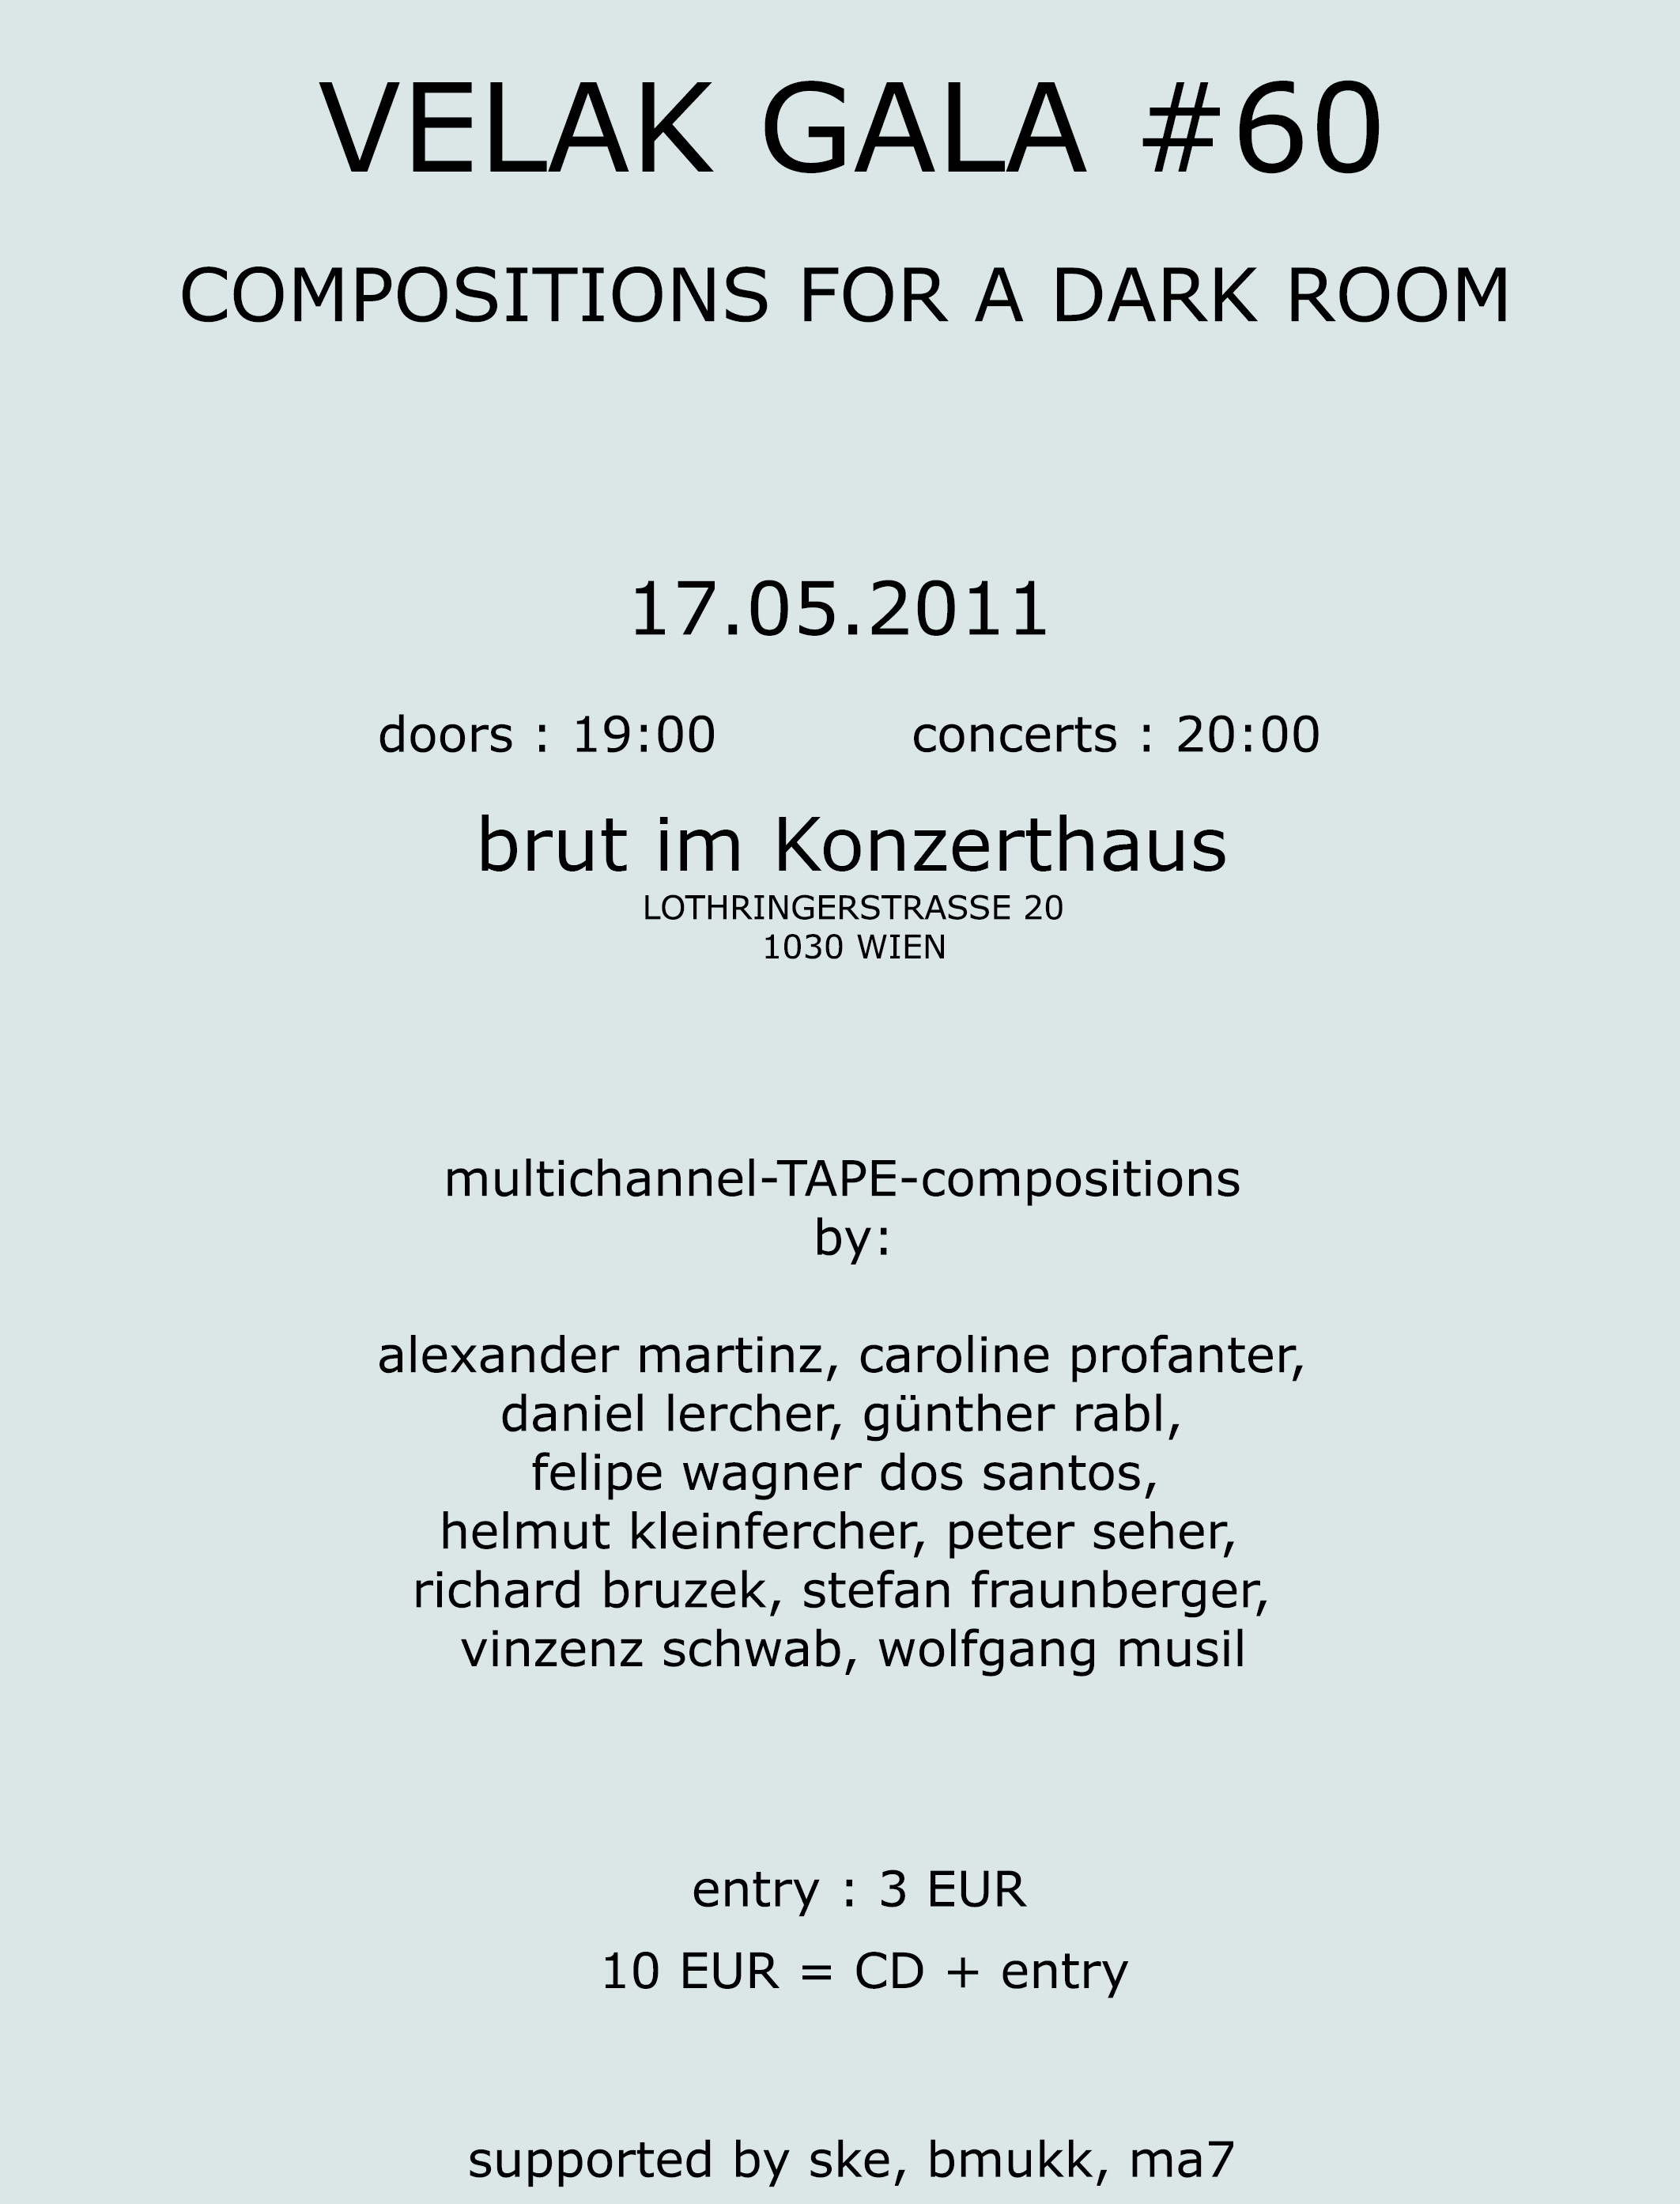 VELAK GALA #60
COMPOSITIONS FOR A DARK ROOM
17.05.2011
doors : 19:00 concerts : 20:00
brut im Konzerthaus
LOTHRINGERSTRASSE 20
1030 WIEN
multichannel-TAPE-compositions
by:
alexander martinz, caroline profanter,
daniel lercher, günther rabl,
felipe wagner dos santos,
helmut kleinfercher, peter seher,
richard bruzek, stefan fraunberger,
vinzenz schwab, wolfgang musil
entry : 3 EUR
10 EUR = CD + entry
supported by ske, bmukk, ma7